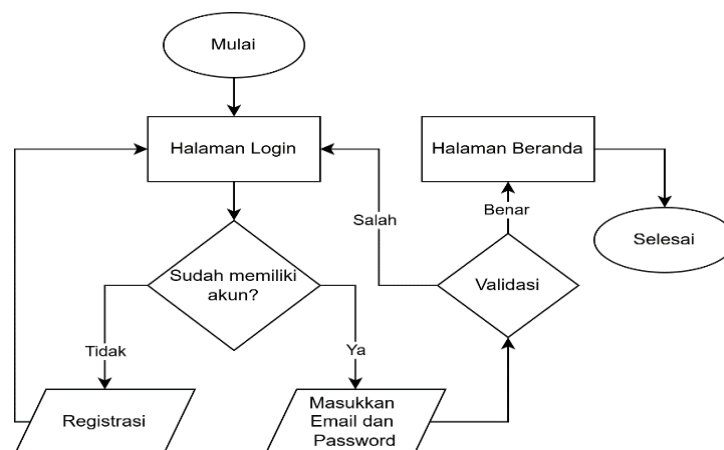 Mulai
Halaman Login
Halaman Beranda
Salah
Benar
Selesai
Sudah memiliki
akun?
Validasi
Tidak
Ya
Registrasi
Masukkan
Email dan
Password